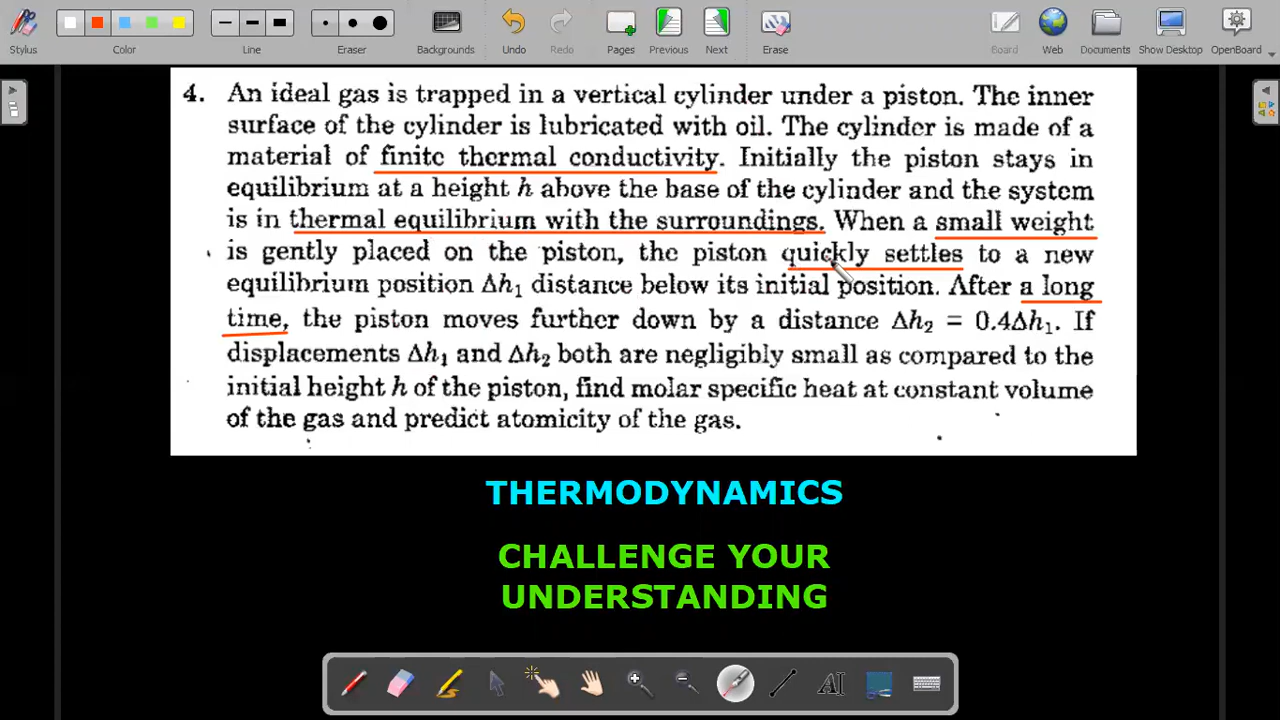 Stylus Color Line Eraser Backgrounds Undo Redo Pages Previous Next Erase Board Web Documents Show Desktop OpenBoard
4. An ideal gas is trapped in a vertical cylinder under a piston. The inner
surface of the cylinder is lubricated with oil. The cylinder is made of a
material of finite thermal conductivity. Initially the piston stays in
equilibrium at a height h above the base of the cylinder and the system
is in thermal equilibrium with the surroundings. When a small weight
is gently placed on the piston, the piston quickly settles to a new
equilibrium position Δh₁ distance below its initial position. After a long
time, the piston moves further down by a distance Δh₂ = 0.4Δh₁. If
displacements Δh₁ and Δh₂ both are negligibly small as compared to the
initial height h of the piston, find molar specific heat at constant volume
of the gas and predict atomicity of the gas.
THERMODYNAMICS
CHALLENGE YOUR
UNDERSTANDING